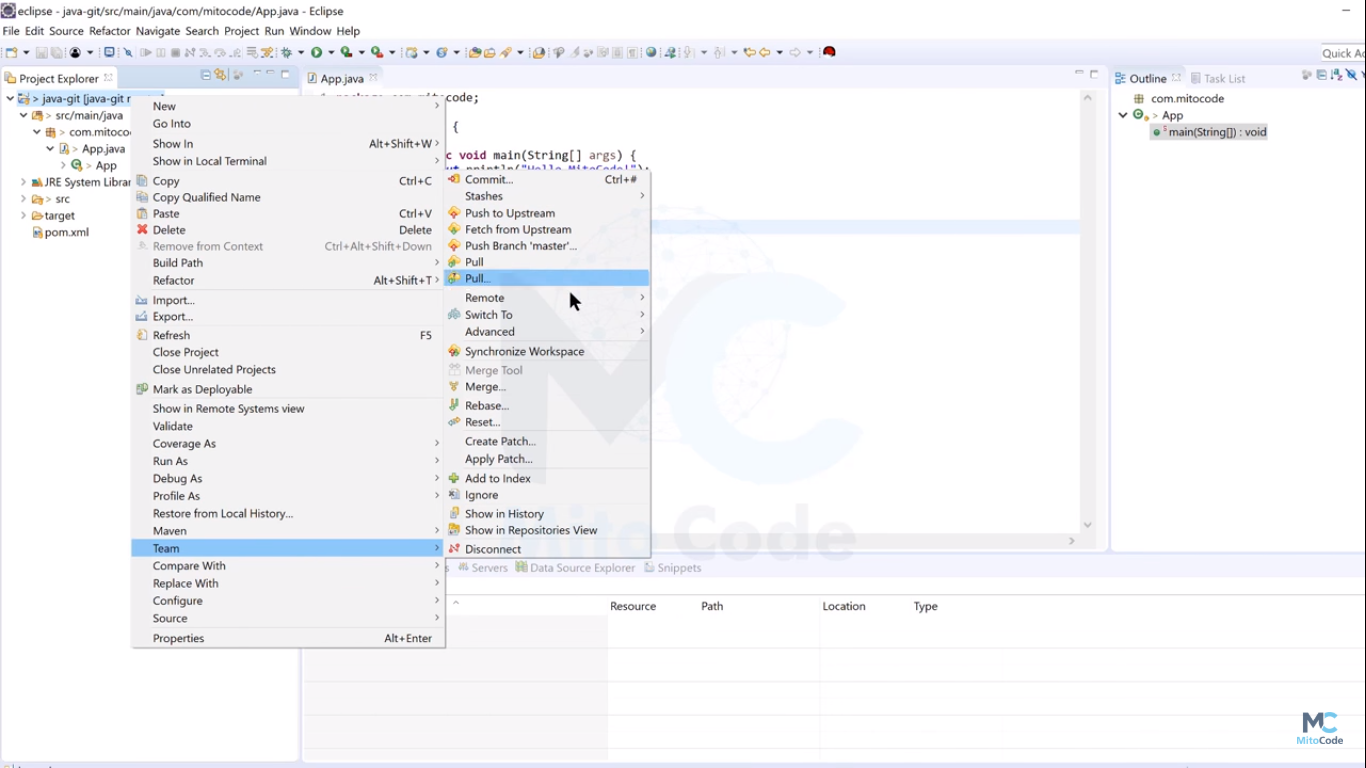 eclipse - java-git/src/main/java/com/mitocode/App.java - Eclipse
File Edit Source Refactor Navigate Search Project Run Window Help
Quick Ac
Project Explorer
> java-git [java-git
> src/main/java
> com.mitoco
> App.java
> App
JRE System Librar
> src
target
pom.xml
New
Go Into
Show In Alt+Shift+W
Show in Local Terminal
Copy Ctrl+C
Copy Qualified Name
Paste Ctrl+V
Delete Delete
Remove from Context Ctrl+Alt+Shift+Down
Build Path
Refactor Alt+Shift+T
Import...
Export...
Refresh F5
Close Project
Close Unrelated Projects
Mark as Deployable
Show in Remote Systems view
Validate
Coverage As
Run As
Debug As
Profile As
Restore from Local History...
Maven
Team
Compare With
Replace With
Configure
Source
Properties Alt+Enter
App.java
package com.mitocode;
{
c void main(String[] args) {
println("Hello MitoCode!");
Commit... Ctrl+#
Stashes
Push to Upstream
Fetch from Upstream
Push Branch 'master'...
Pull
Pull...
Remote
Switch To
Advanced
Synchronize Workspace
Merge Tool
Merge...
Rebase...
Reset...
Create Patch...
Apply Patch...
Add to Index
Ignore
Show in History
Show in Repositories View
Disconnect
MC
MitoCode
Servers Data Source Explorer Snippets
Resource Path Location Type
Outline Task List
com.mitocode
> App
main(String[]) : void
MC
MitoCode